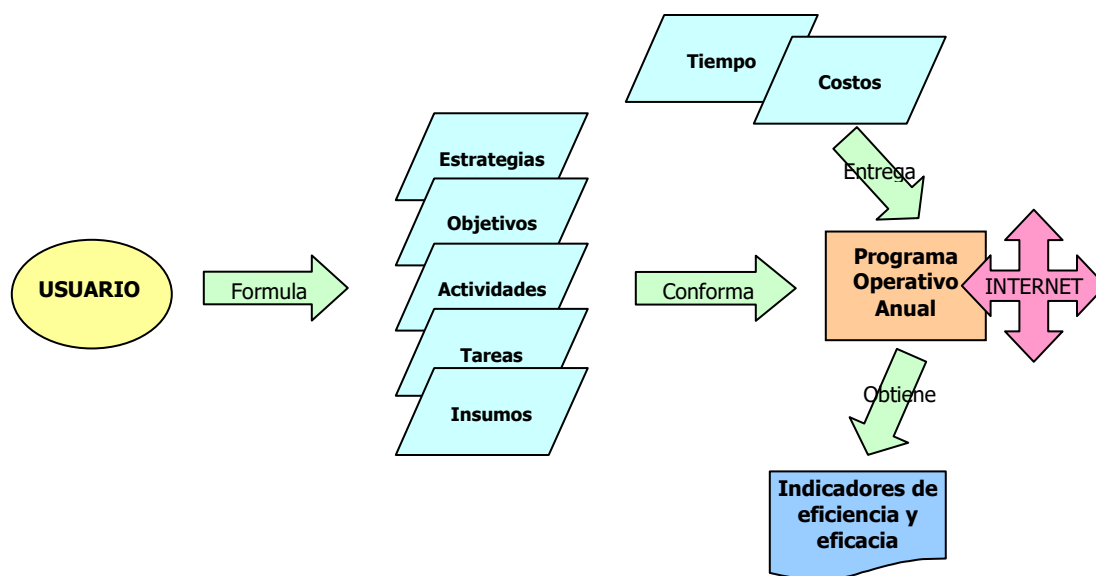 Tiempo
Costos
Estrategias
Entrega
Objetivos
Programa
Operativo
Anual
INTERNET
USUARIO
Formula
Actividades
Conforma
Tareas
Obtiene
Insumos
Indicadores de
eficiencia y
eficacia